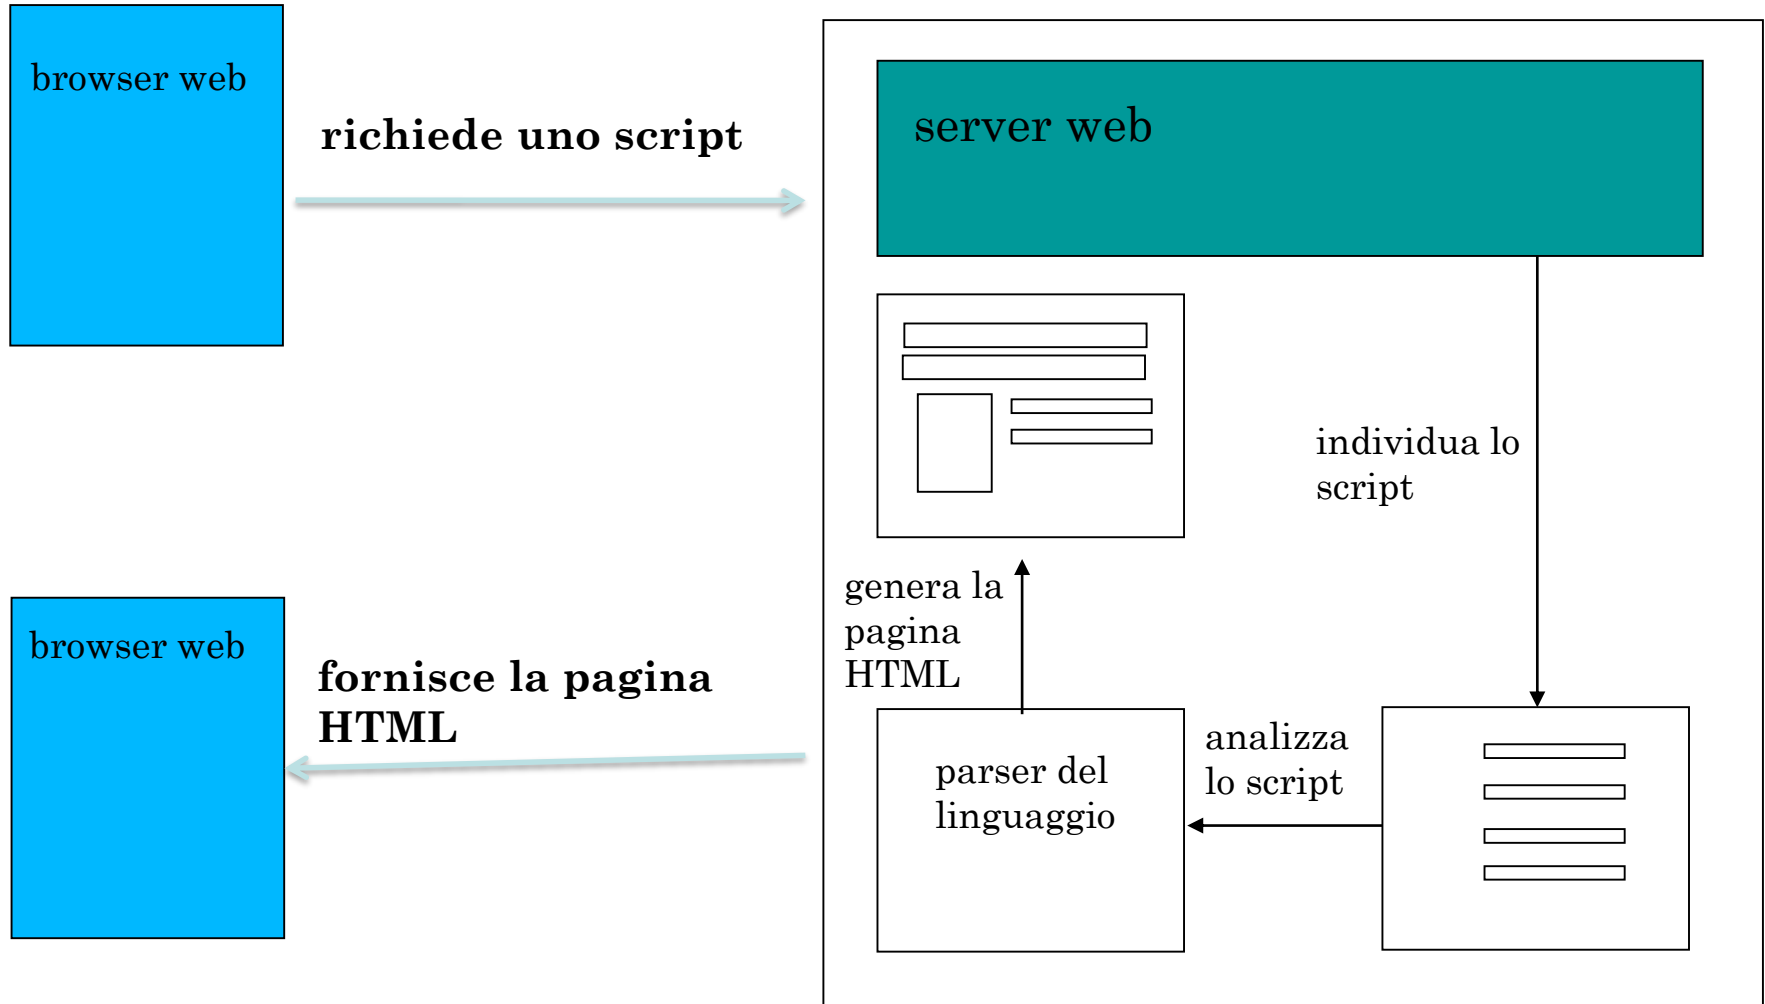 browser web
richiede uno script
server web
individua lo
script
genera la
pagina
HTML
browser web
fornisce la pagina
HTML
analizza
lo script
parser del
linguaggio